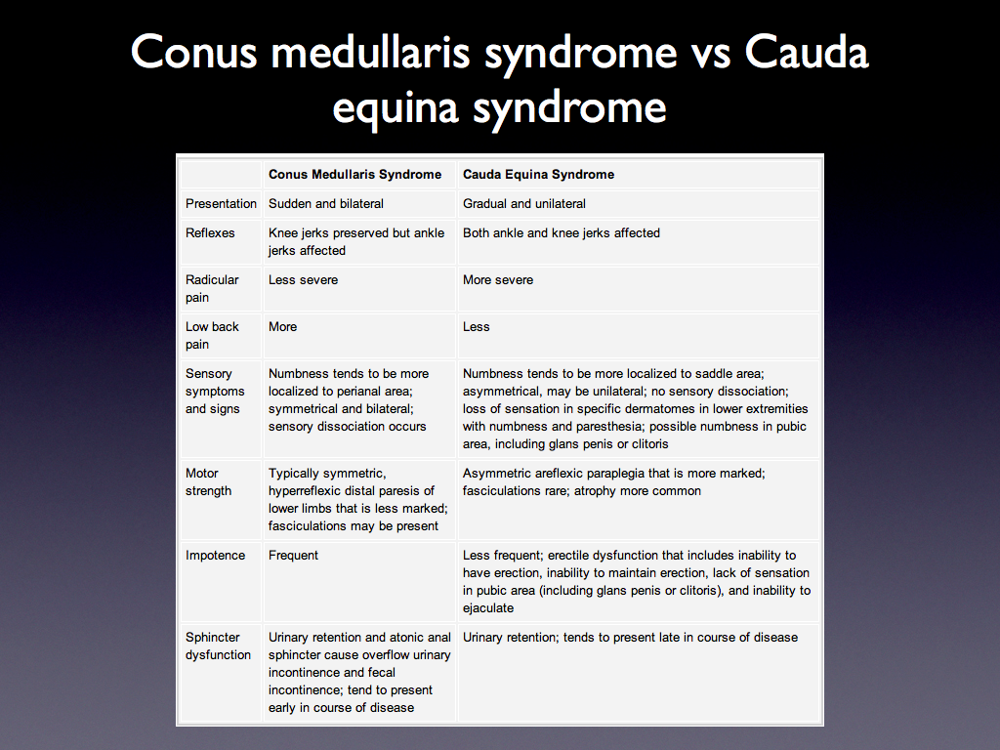 Conus medullaris syndrome vs Cauda
equina syndrome
Conus Medullaris Syndrome
Cauda Equina Syndrome
Presentation
Sudden and bilateral
Gradual and unilateral
Reflexes
Knee jerks preserved but ankle
jerks affected
Both ankle and knee jerks affected
Radicular
pain
Less severe
More severe
Low back
pain
More
Less
Sensory
symptoms
and signs
Numbness tends to be more
localized to perianal area;
symmetrical and bilateral;
sensory dissociation occurs
Numbness tends to be more localized to saddle area;
asymmetrical, may be unilateral; no sensory dissociation;
loss of sensation in specific dermatomes in lower extremities
with numbness and paresthesia; possible numbness in pubic
area, including glans penis or clitoris
Motor
strength
Typically symmetric,
hyperreflexic distal paresis of
lower limbs that is less marked;
fasciculations may be present
Asymmetric areflexic paraplegia that is more marked;
fasciculations rare; atrophy more common
Impotence
Frequent
Less frequent; erectile dysfunction that includes inability to
have erection, inability to maintain erection, lack of sensation
in pubic area (including glans penis or clitoris), and inability to
ejaculate
Sphincter
dysfunction
Urinary retention and atonic anal
sphincter cause overflow urinary
incontinence and fecal
incontinence; tend to present
early in course of disease
Urinary retention; tends to present late in course of disease